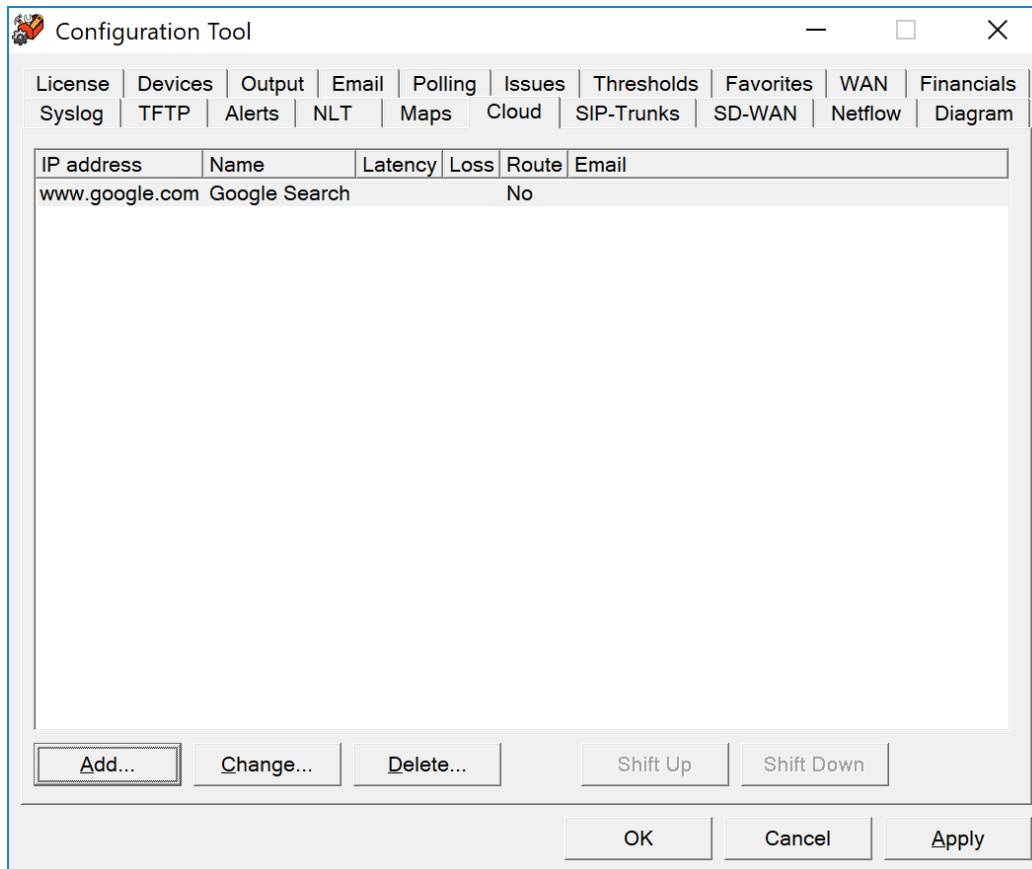 Configuration Tool
License Devices Output Email Polling Issues Thresholds Favorites WAN Financials
Syslog TFTP Alerts NLT Maps Cloud SIP-Trunks SD-WAN Netflow Diagram
IP address Name Latency Loss Route Email
www.google.com Google Search No
Add... Change... Delete... Shift Up Shift Down
OK Cancel Apply